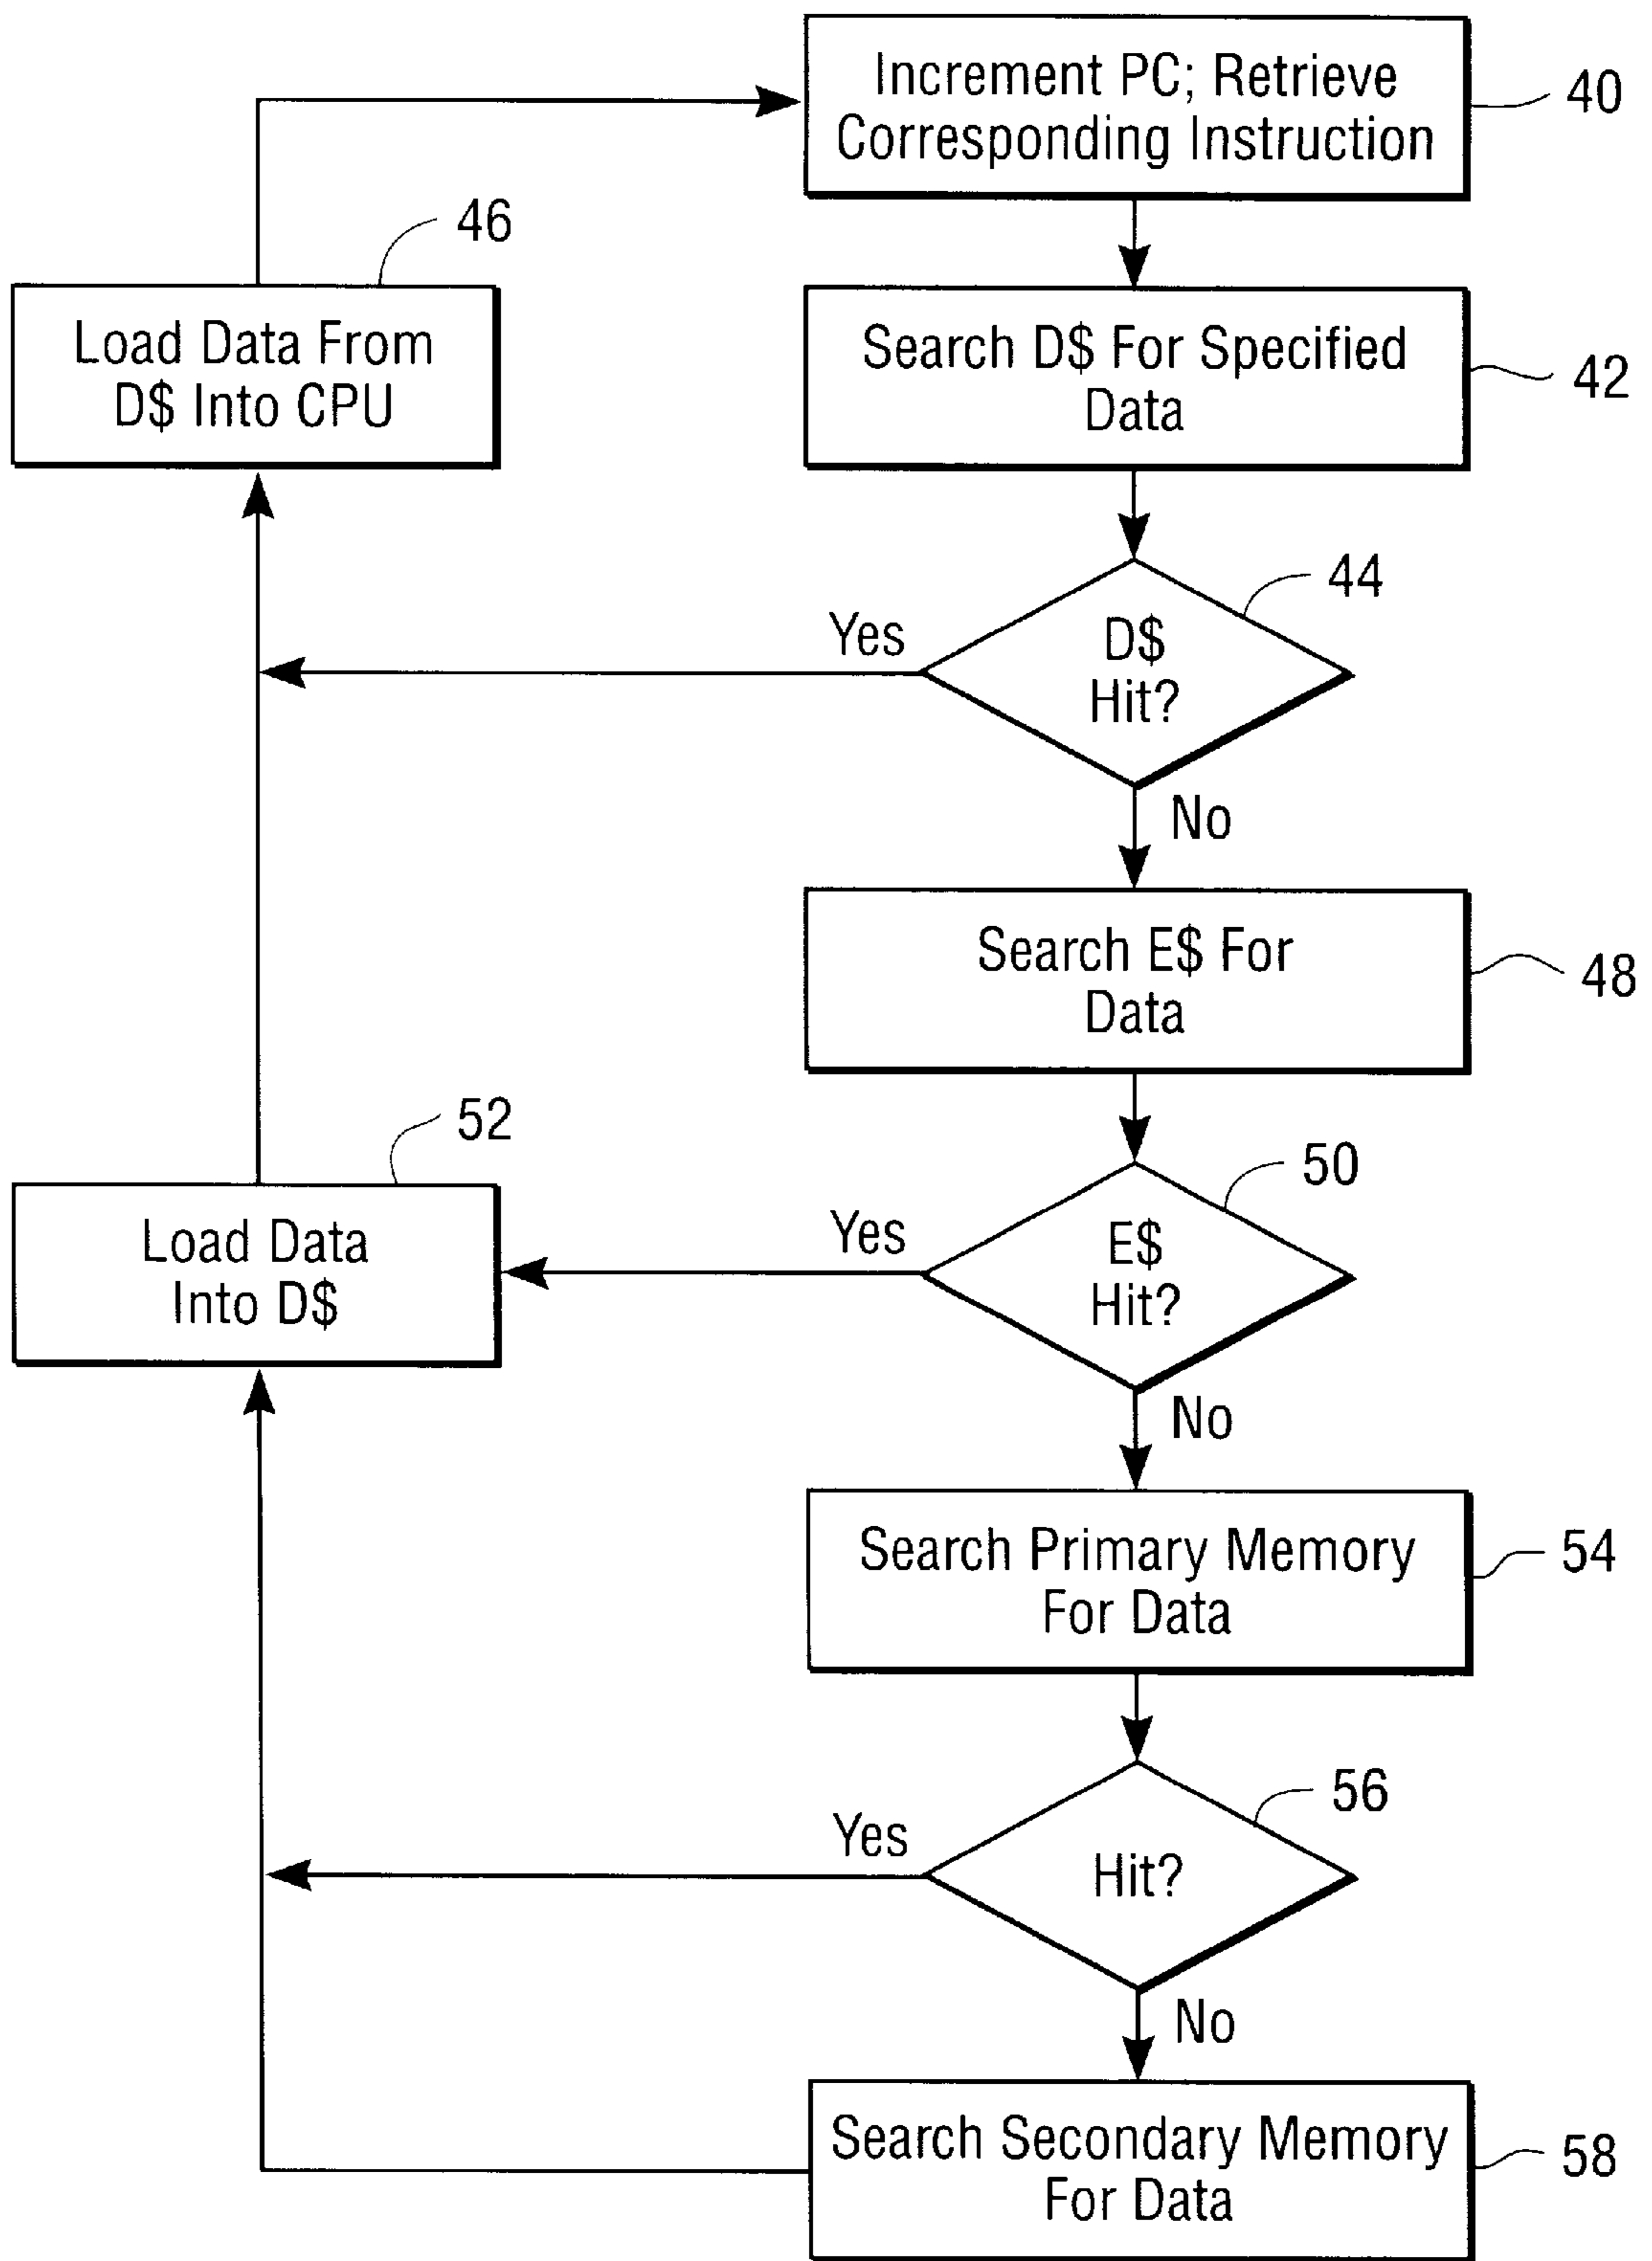 Increment PC; Retrieve
Corresponding Instruction
40
46
Load Data From
D$ Into CPU
Search D$ For Specified
Data
42
44
Yes
D$
Hit?
No
Search E$ For
Data
48
52
Load Data
Into D$
50
Yes
E$
Hit?
No
Search Primary Memory
For Data
54
56
Yes
Hit?
No
Search Secondary Memory
For Data
58